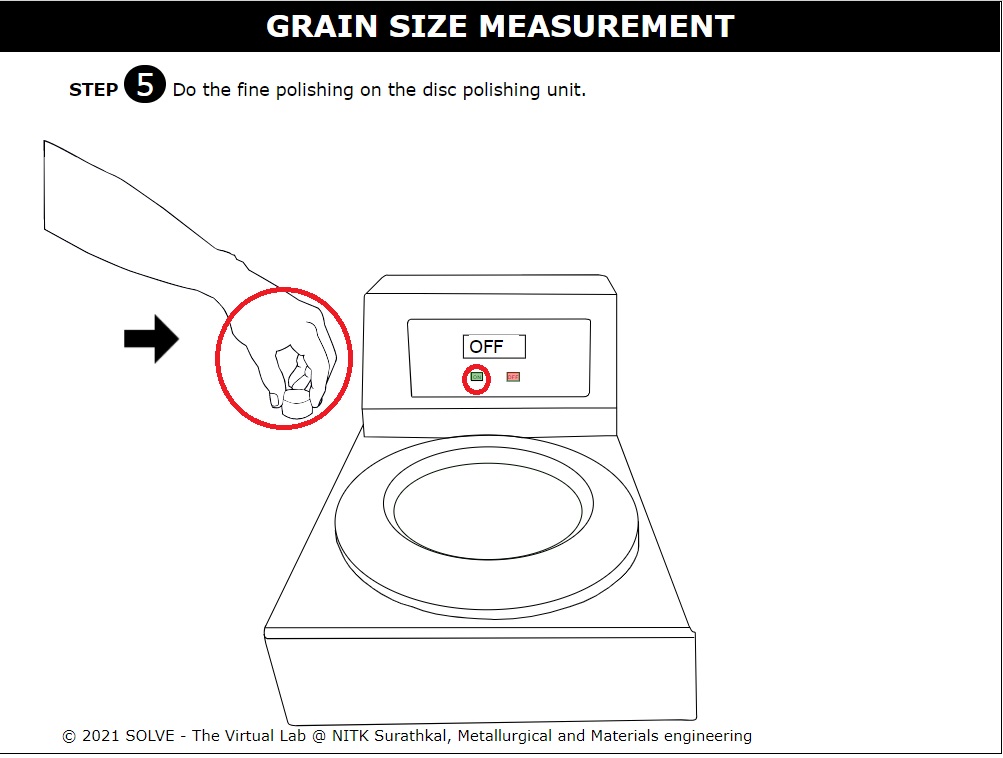 GRAIN SIZE MEASUREMENT
STEP 5 Do the fine polishing on the disc polishing unit.
OFF
© 2021 SOLVE - The Virtual Lab @ NITK Surathkal, Metallurgical and Materials engineering